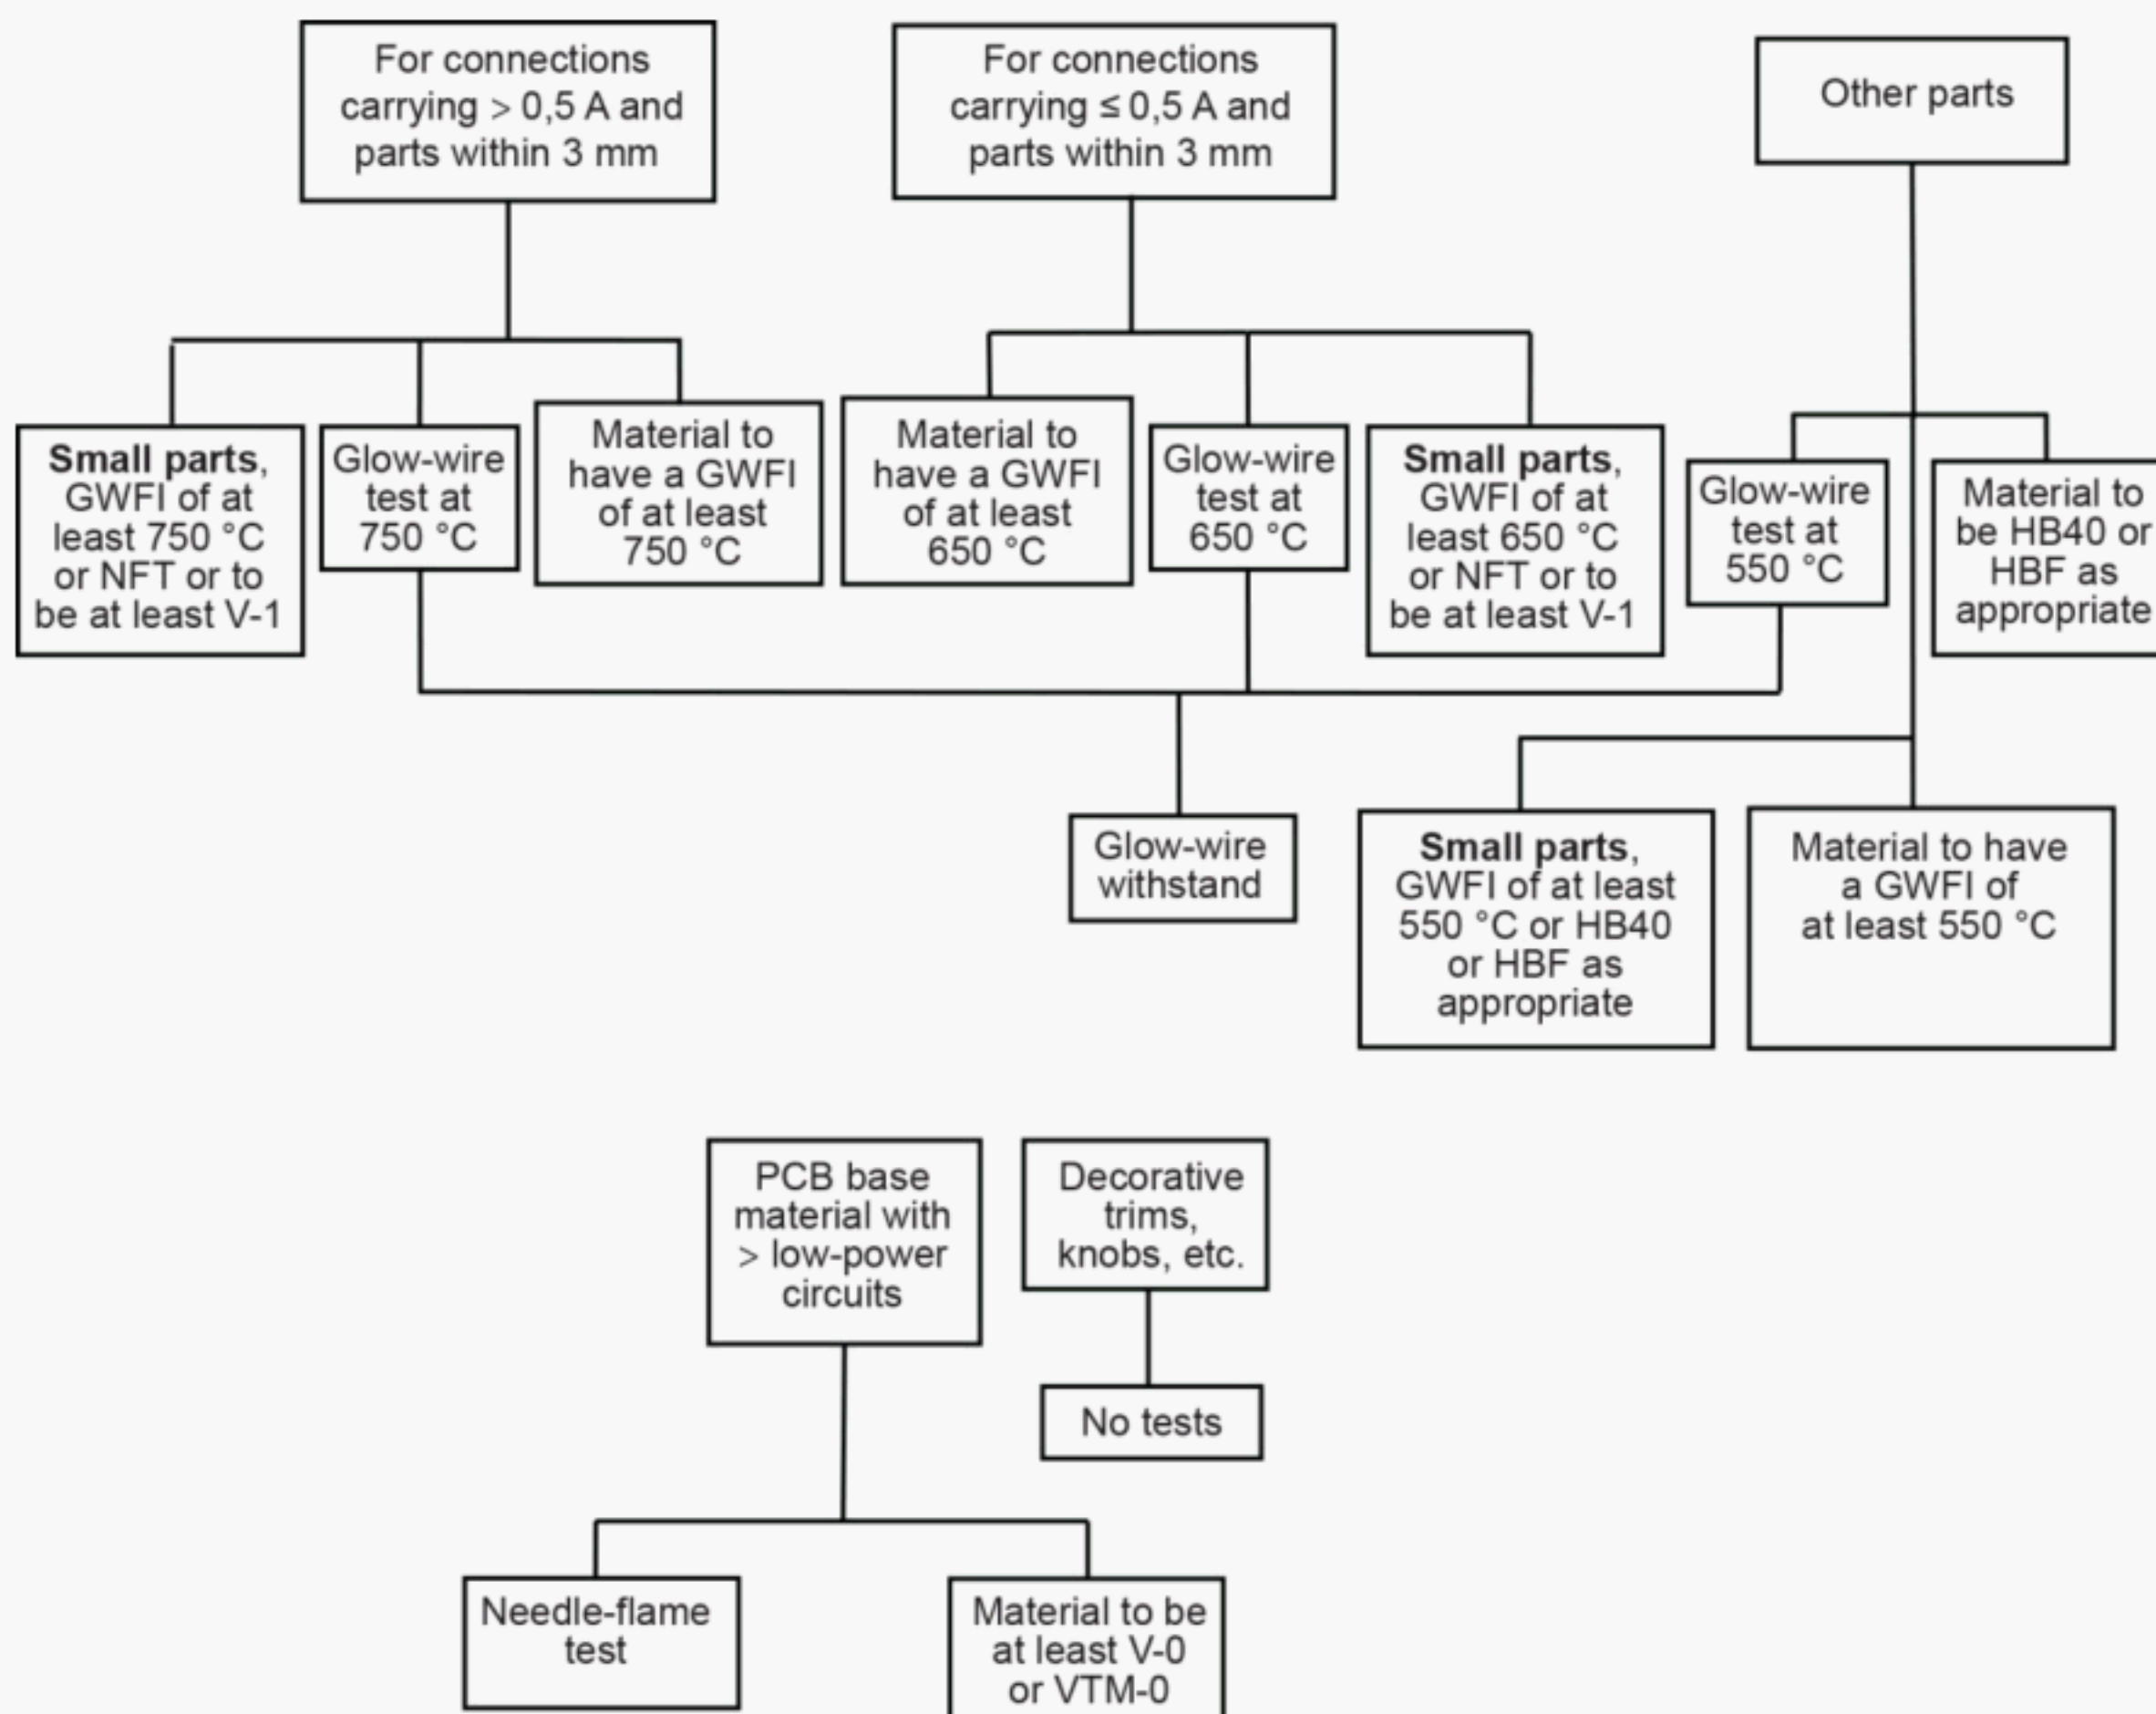 For connections
carrying > 0,5 A and
parts within 3 mm
For connections
carrying ≤ 0,5 A and
parts within 3 mm
Other parts
Small parts,
GWFI of at
least 750 °C
or NFT or to
be at least V-1
Glow-wire
test at
750 °C
Material to
have a GWFI
of at least
750 °C
Material to
have a GWFI
of at least
650 °C
Glow-wire
test at
650 °C
Small parts,
GWFI of at
least 650 °C
or NFT or to
be at least V-1
Glow-wire
test at
550 °C
Material to
be HB40 or
HBF as
appropriate
Glow-wire
withstand
Small parts,
GWFI of at least
550 °C or HB40
or HBF as
appropriate
Material to have
a GWFI of
at least 550 °C
PCB base
material with
> low-power
circuits
Decorative
trims,
knobs, etc.
No tests
Needle-flame
test
Material to be
at least V-0
or VTM-0